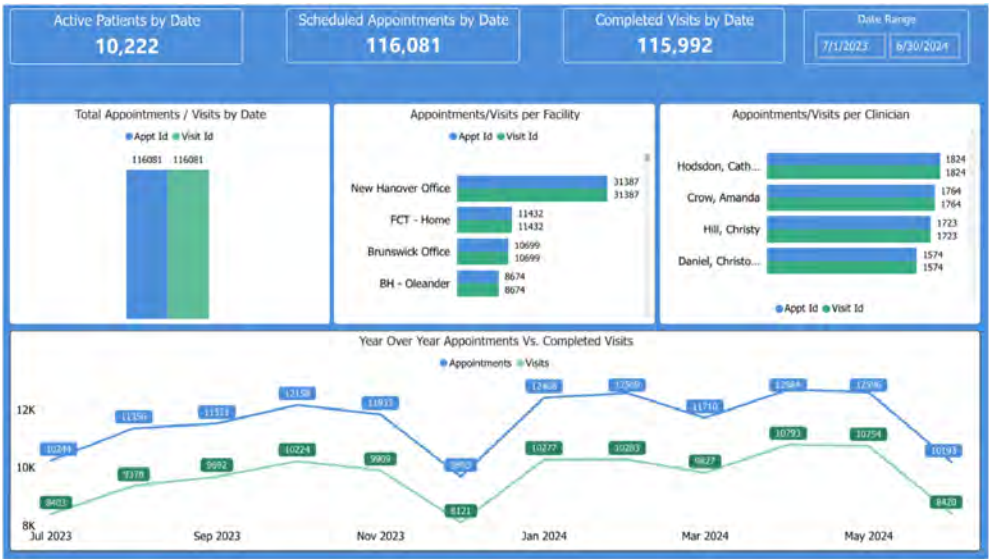 Active Patients by Date
10,222
Scheduled Appointments by Date
116,081
Completed Visits by Date
115,992
Date Range
7/1/2023 6/30/2024
Total Appointments / Visits by Date
Appt Id Visit Id
116081 116081
Appointments/Visits per Facility
Appt Id Visit Id
New Hanover Office
31387
31387
FCT - Home
11432
11432
Brunswick Office
10699
10699
BH - Oleander
8674
8674
Appointments/Visits per Clinician
Hodsdon, Cath...
1824
1824
Crow, Amanda
1764
1764
Hill, Christy
1723
1723
Daniel, Christo...
1574
1574
Appt Id Visit Id
Year Over Year Appointments Vs. Completed Visits
Appointments Visits
12K
10K
8K
10244
11356
12158
11710
10193
8403
9378
9692
10224
9909
8121
10277
10283
9827
10793
10754
8420
Jul 2023 Sep 2023 Nov 2023 Jan 2024 Mar 2024 May 2024